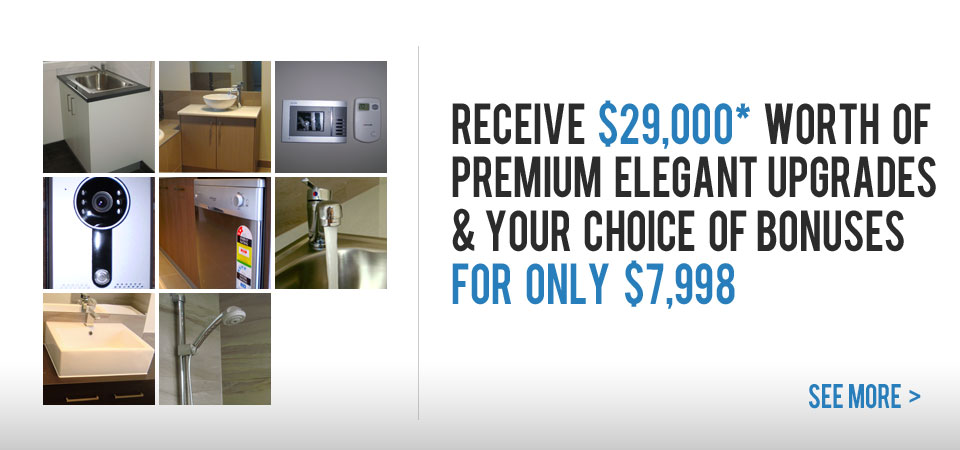 RECEIVE $29,000* WORTH OF
PREMIUM ELEGANT UPGRADES
& YOUR CHOICE OF BONUSES
FOR ONLY $7,998
SEE MORE >